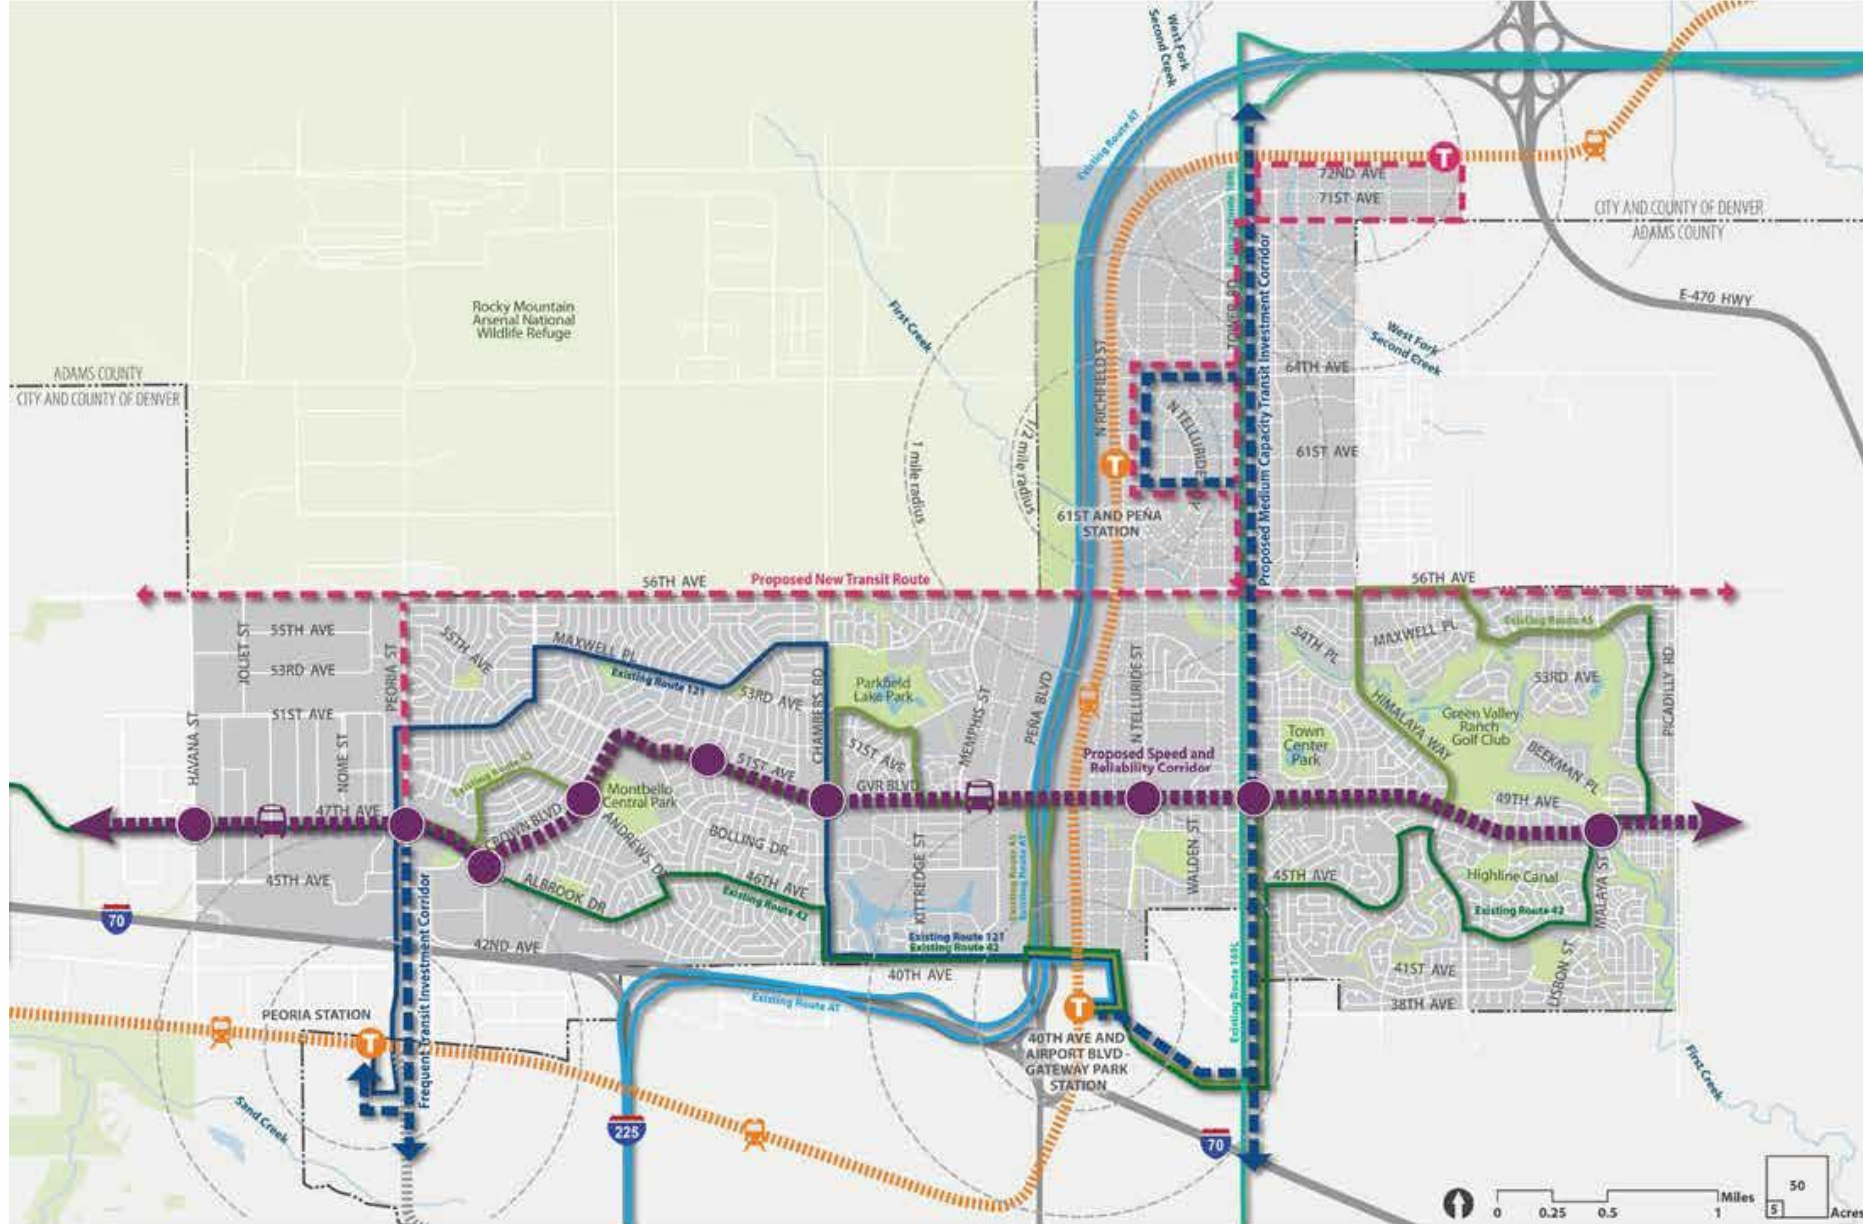 West Fork
Second Creek
Existing Route AT
T
72ND AVE
71ST AVE
CITY AND COUNTY OF DENVER
ADAMS COUNTY
E-470 HWY
Rocky Mountain
Arsenal National
Wildlife Refuge
First Creek
TOWER RD
Proposed Medium Capacity Transit Investment Corridor
West Fork
Second Creek
64TH AVE
ADAMS COUNTY
CITY AND COUNTY OF DENVER
N RICHFIELD ST
N TELLURIDE
1 mile radius
1/2 mile radius
61ST AVE
T
61ST AND PEÑA
STATION
56TH AVE
Proposed New Transit Route
56TH AVE
JOLIET ST
55TH AVE
53RD AVE
51ST AVE
PEORIA ST
55TH AVE
MAXWELL PL
Existing Route 121
53RD AVE
CHAMBERS RD
Parkfield
Lake Park
MEMPHIS ST
PEÑA BLVD
N TELLURIDE ST
54TH PL
MAXWELL PL
Existing Route 45
53RD AVE
PICADILLY RD
HIMALAYA WAY
Green Valley
Ranch
Golf Club
BEEKMAN PL
Town
Center
Park
HAVANA ST
NOME ST
47TH AVE
Existing Route 45
CROWN BLVD
Montbello
Central Park
51ST AVE
51ST AVE
GVR BLVD
Proposed Speed and
Reliability Corridor
49TH AVE
ANDREWS DR
BOLLING DR
KITTREDGE ST
WALDEN ST
MALAYA ST
45TH AVE
ALBROOK DR
46TH AVE
Existing Route 42
Existing Route 45
Existing Route AT
45TH AVE
Highline Canal
Existing Route 42
70
Frequent Transit Investment Corridor
42ND AVE
Existing Route 121
Existing Route 42
40TH AVE
Existing Route AT
Existing Route 169L
41ST AVE
38TH AVE
LISBON ST
PEORIA STATION
T
T
40TH AVE AND
AIRPORT BLVD -
GATEWAY PARK
STATION
Sand Creek
225
70
First Creek
50
5
Acres
Miles
0
0.25
0.5
1